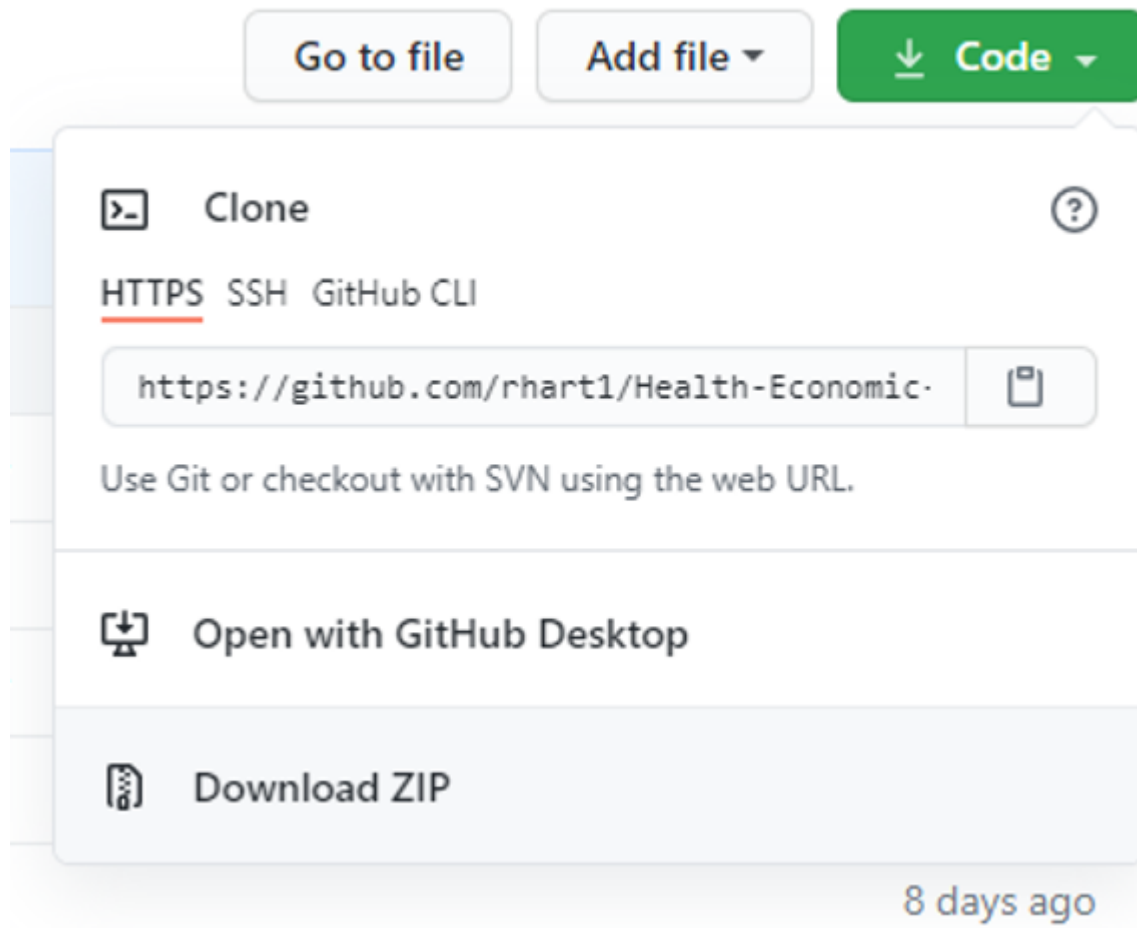 Go to file Add file Code
Clone
HTTPS SSH GitHub CLI
https://github.com/rhart1/Health-Economic-
Use Git or checkout with SVN using the web URL.
Open with GitHub Desktop
Download ZIP
8 days ago